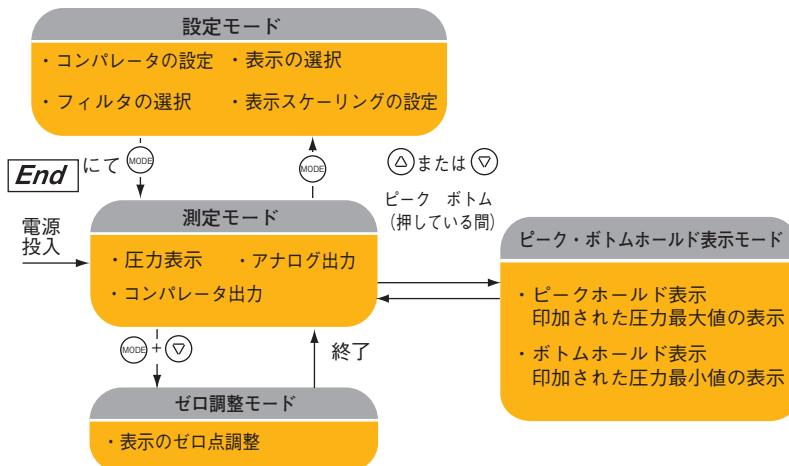 設定モード
・コンパレータの設定 ・表示の選択
・フィルタの選択 ・表示スケーリングの設定
End にて MODE
MODE
△または▽
ピーク ボトム
(押している間)
電源
投入
測定モード
・圧力表示 ・アナログ出力
・コンパレータ出力
ピーク・ボトムホールド表示モード
・ピークホールド表示
印加された圧力最大値の表示
・ボトムホールド表示
印加された圧力最小値の表示
MODE + ▽
終了
ゼロ調整モード
・表示のゼロ点調整